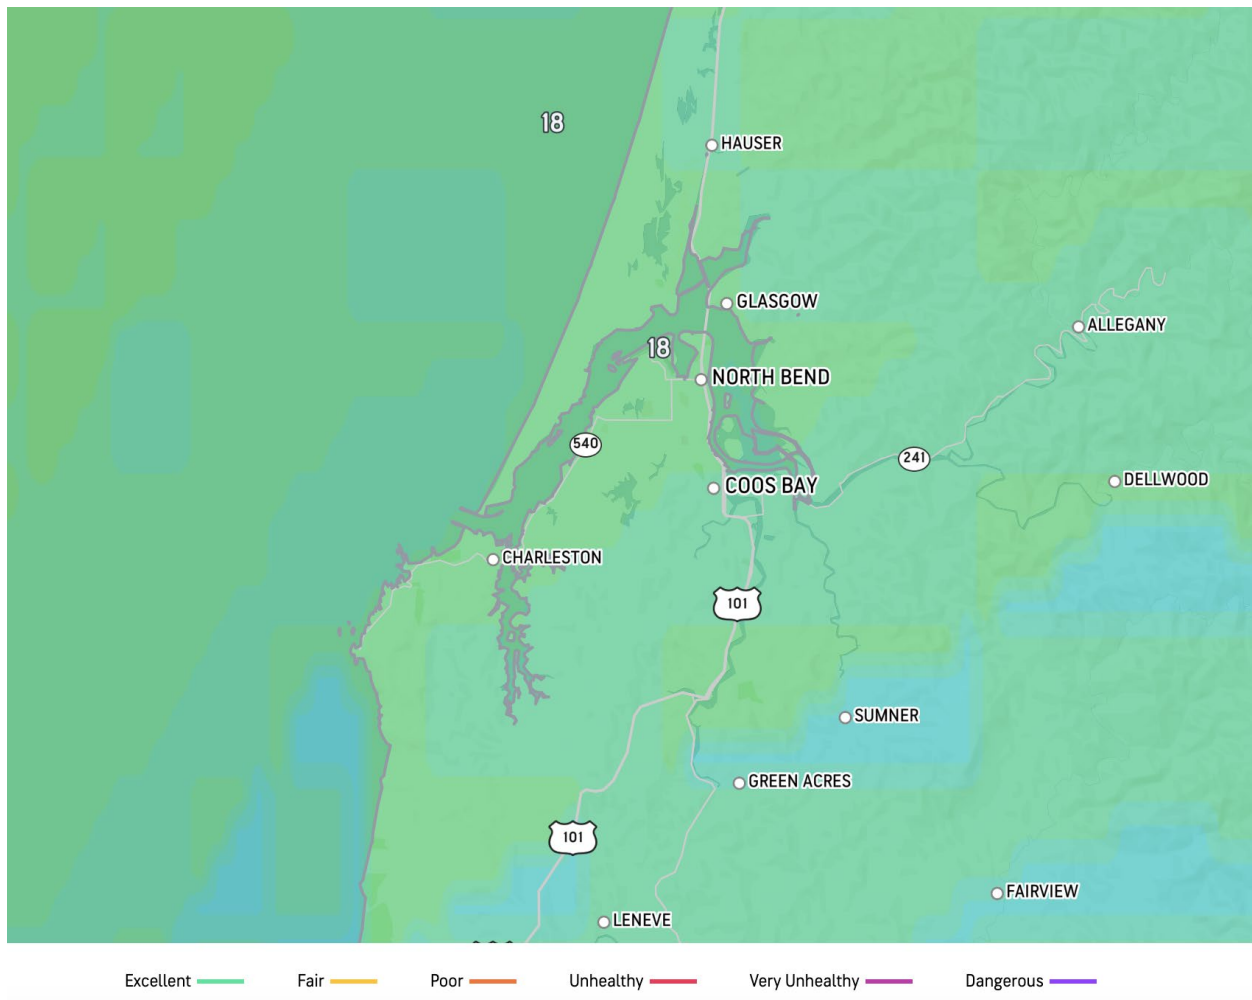 18
HAUSER
GLASGOW
ALLEGANY
18
NORTH BEND
540
241
DELLWOOD
COOS BAY
CHARLESTON
101
SUMNER
GREEN ACRES
101
FAIRVIEW
LENEVE
Excellent Fair Poor Unhealthy Very Unhealthy Dangerous